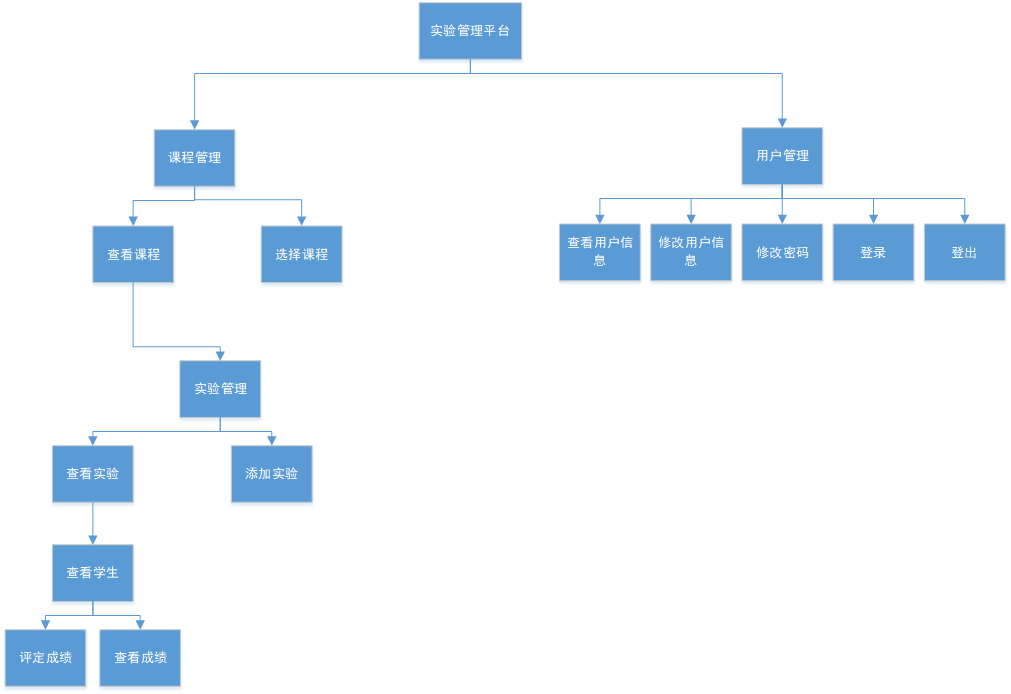 实验管理平台
课程管理
用户管理
查看课程
选择课程
查看用户信
息
修改用户信
息
修改密码
登录
登出
实验管理
查看实验
添加实验
查看学生
评定成绩
查看成绩